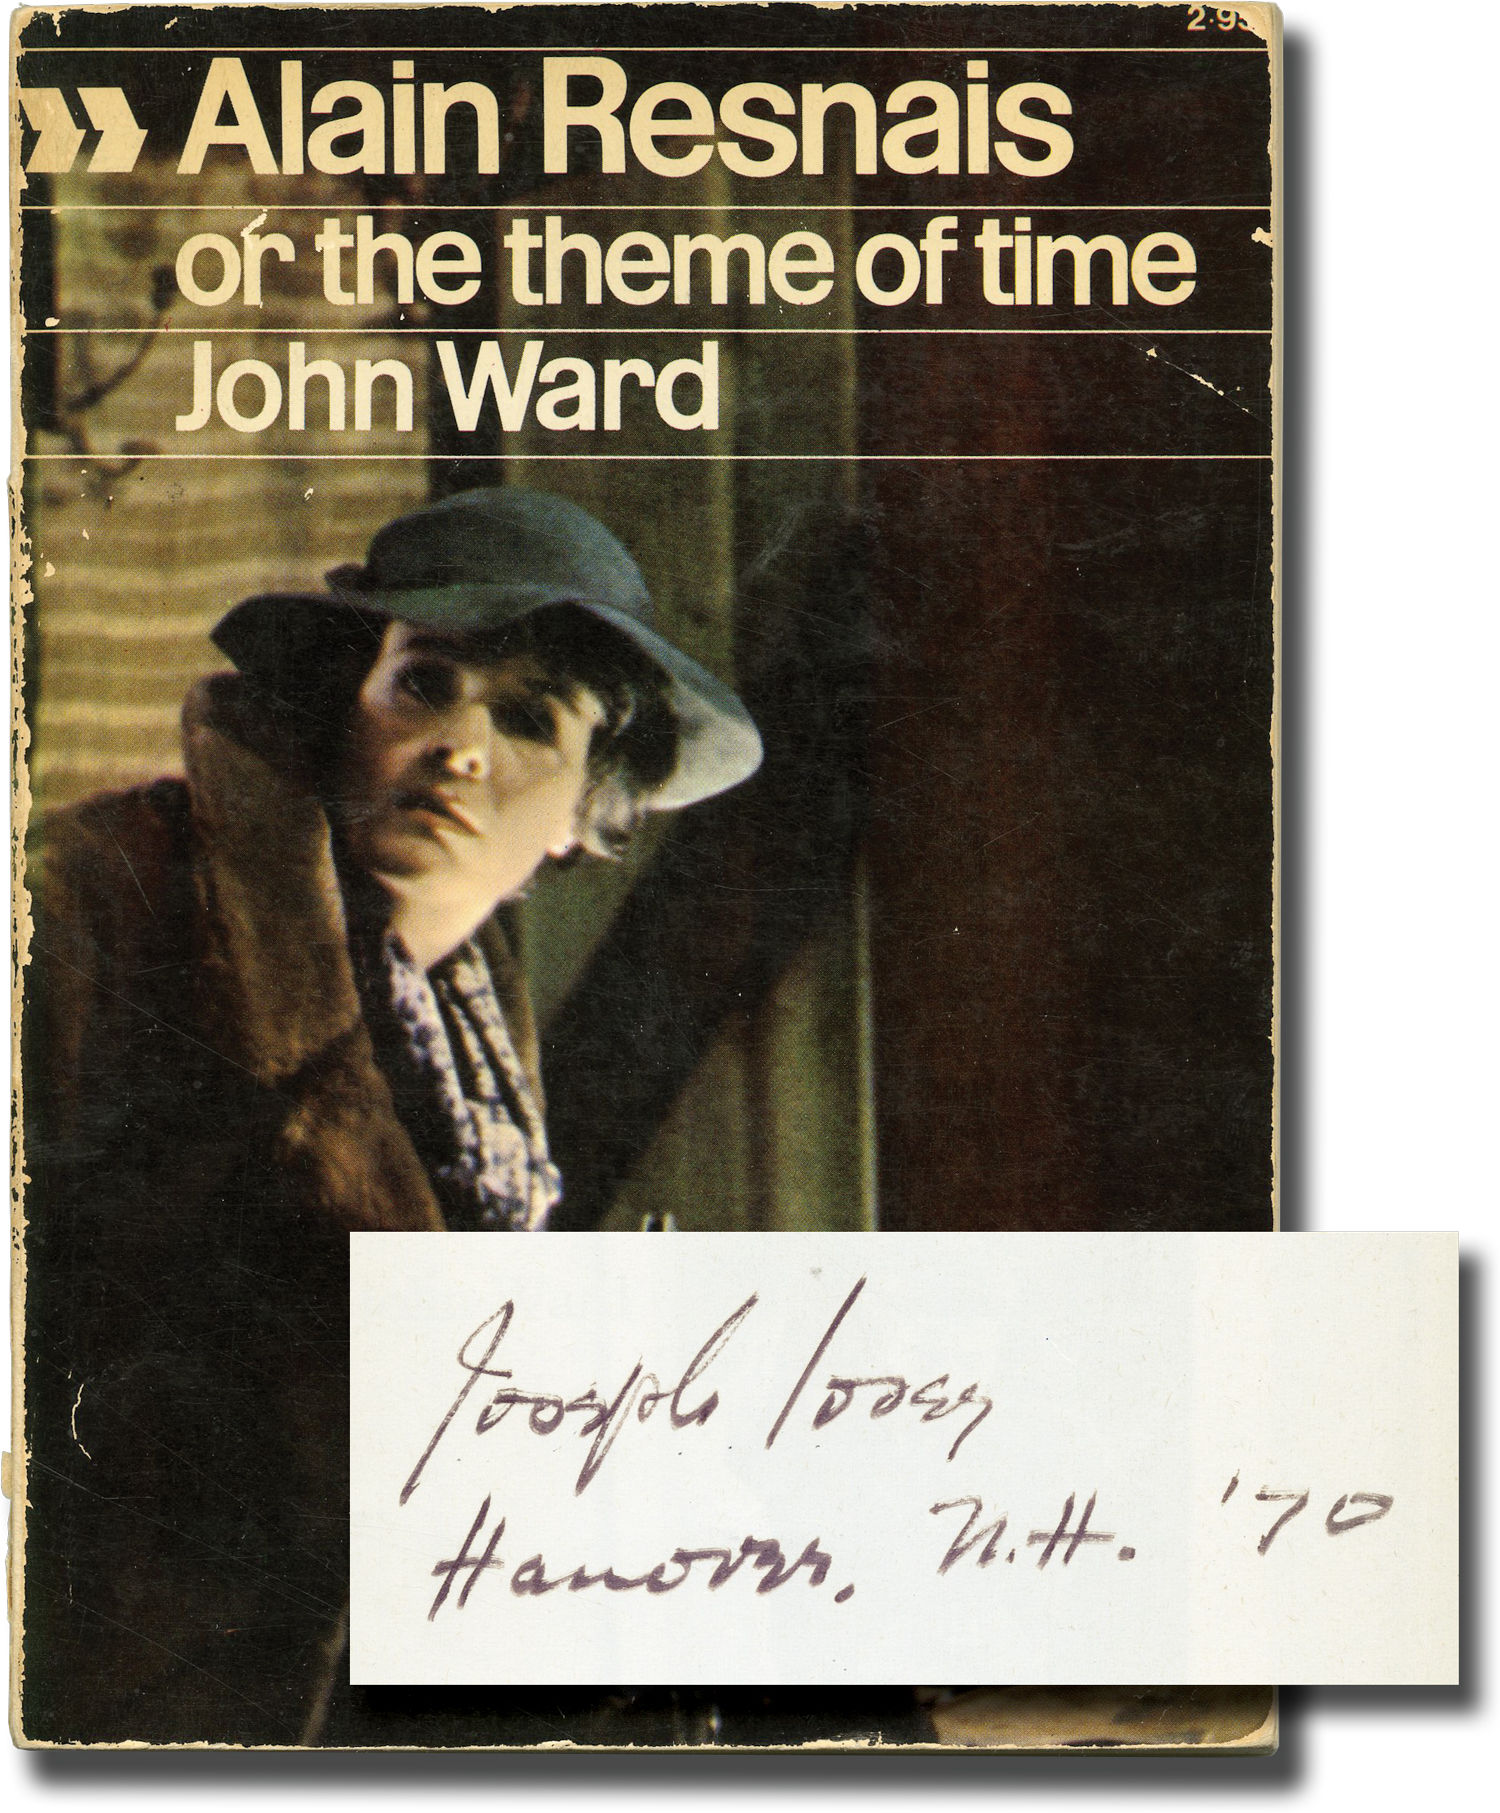 2.95
Alain Resnais
or the theme of time
John Ward
Joseph Losey
Hanover, N.H. '70